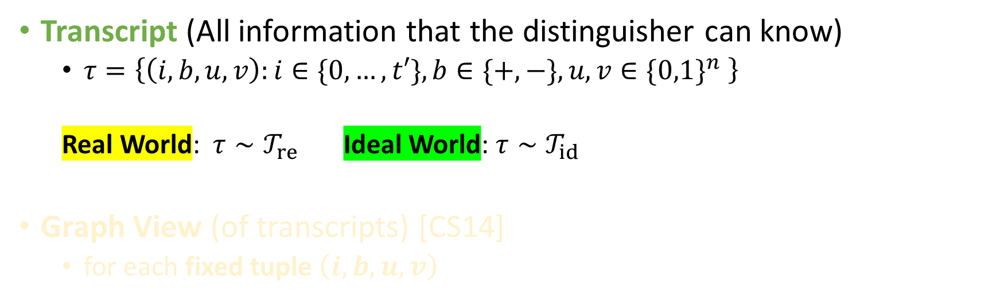 • Transcript (All information that the distinguisher can know)
• τ = {(i, b, u, v): i ∈ {0, … , t′}, b ∈ {+, −}, u, v ∈ {0,1}ⁿ }
Real World: τ ~ 𝒯re Ideal World: τ ~ 𝒯id
• Graph View (of transcripts) [CS14]
• for each fixed tuple (i, b, u, v)